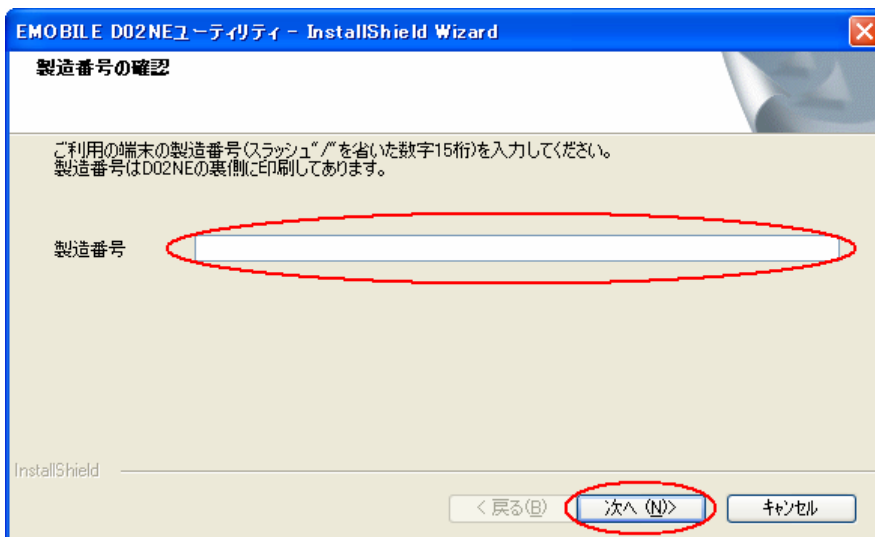 EMOBILE D02NEユーティリティ - InstallShield Wizard
製造番号の確認
ご利用の端末の製造番号(スラッシュ"/"を省いた数字15桁)を入力してください。
製造番号はD02NEの裏側に印刷してあります。
製造番号
InstallShield
< 戻る(B) 次へ (N)> キャンセル